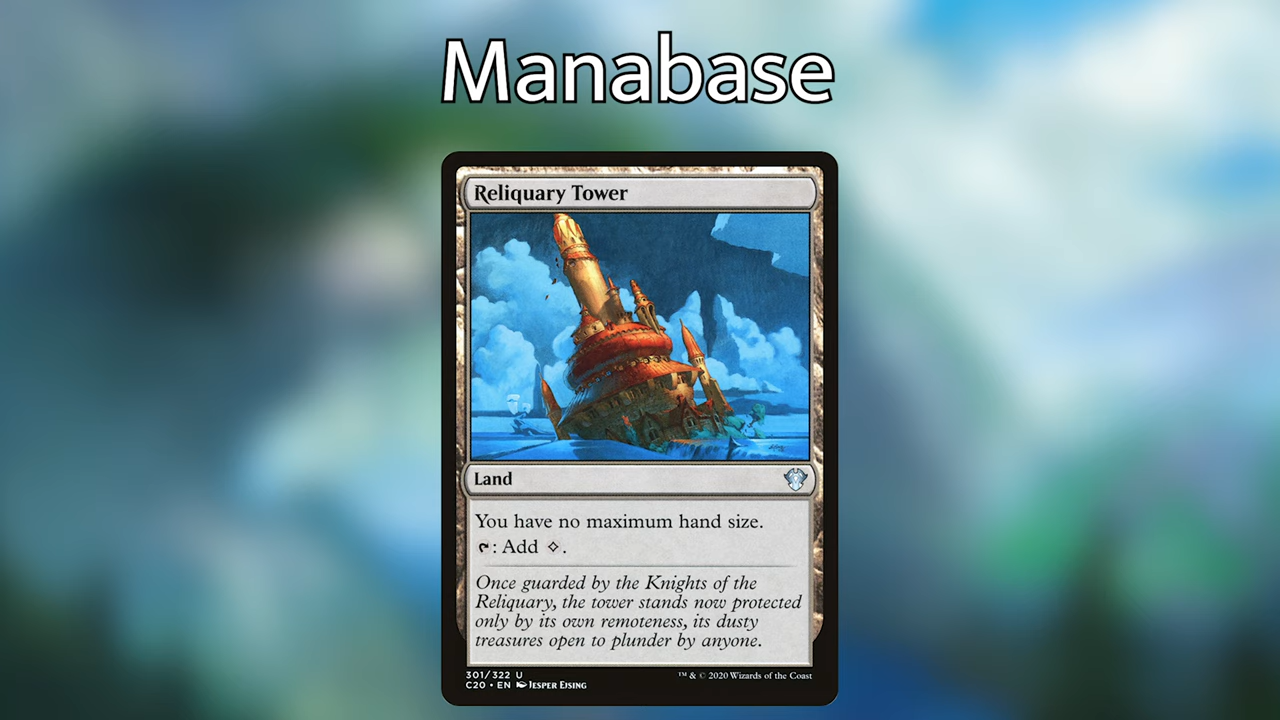 Manabase
Reliquary Tower
Land
You have no maximum hand size.
: Add .
Once guarded by the Knights of the
Reliquary, the tower stands now protected
only by its own remoteness, its dusty
treasures open to plunder by anyone.
301/322 U
C20 • EN Jesper Ejsing
™ & © 2020 Wizards of the Coast